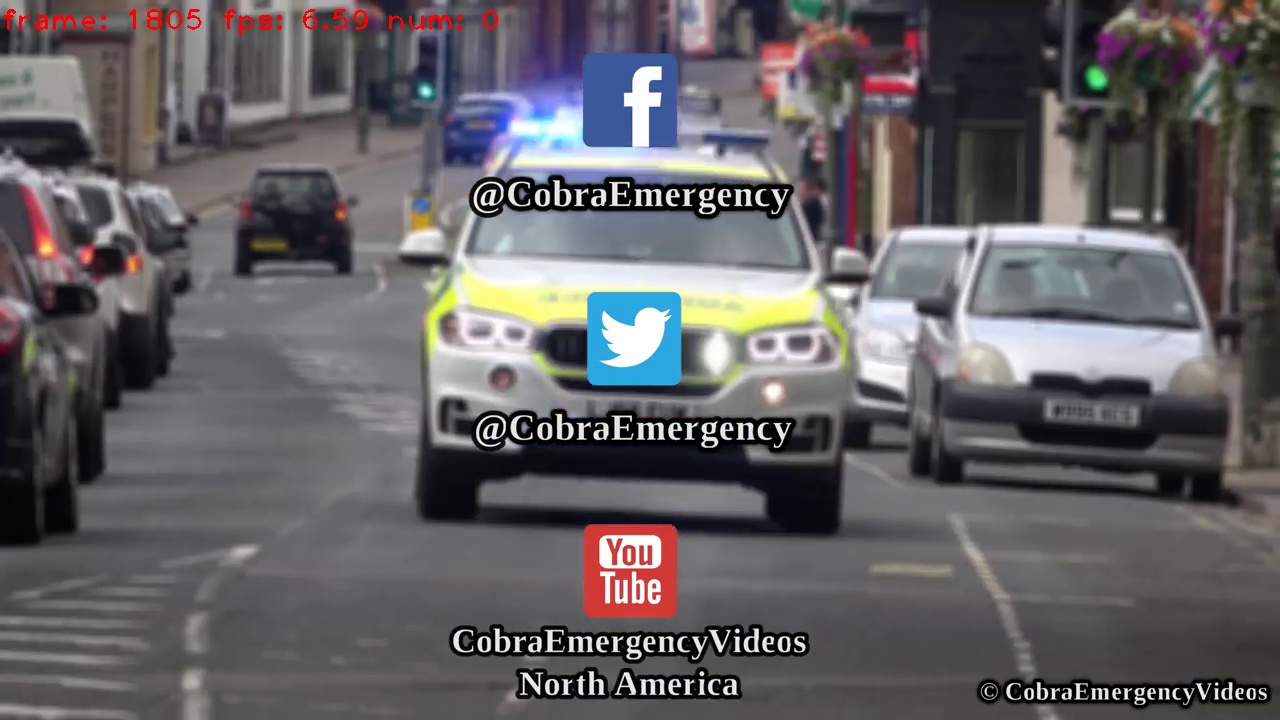 frame: 1805 fps: 6.59 num: 0
f
@CobraEmergency
@CobraEmergency
You
Tube
CobraEmergencyVideos
North America
© CobraEmergencyVideos